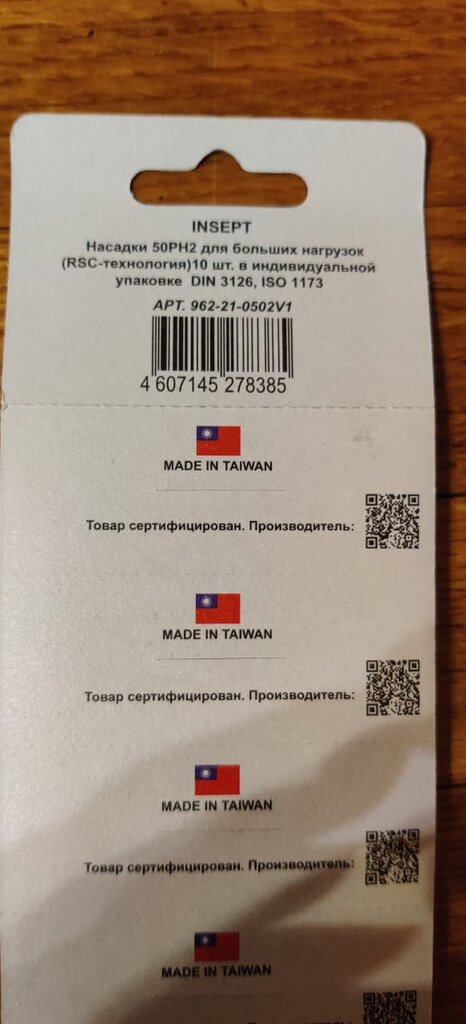 INSEPT
Насадки 50PH2 для больших нагрузок
(RSC-технология)10 шт. в индивидуальной
упаковке DIN 3126, ISO 1173
АРТ. 962-21-0502V1
4 607145 278385
MADE IN TAIWAN
Товар сертифицирован. Производитель:
MADE IN TAIWAN
Товар сертифицирован. Производитель:
MADE IN TAIWAN
Товар сертифицирован. Производитель:
MADE IN TAIWAN